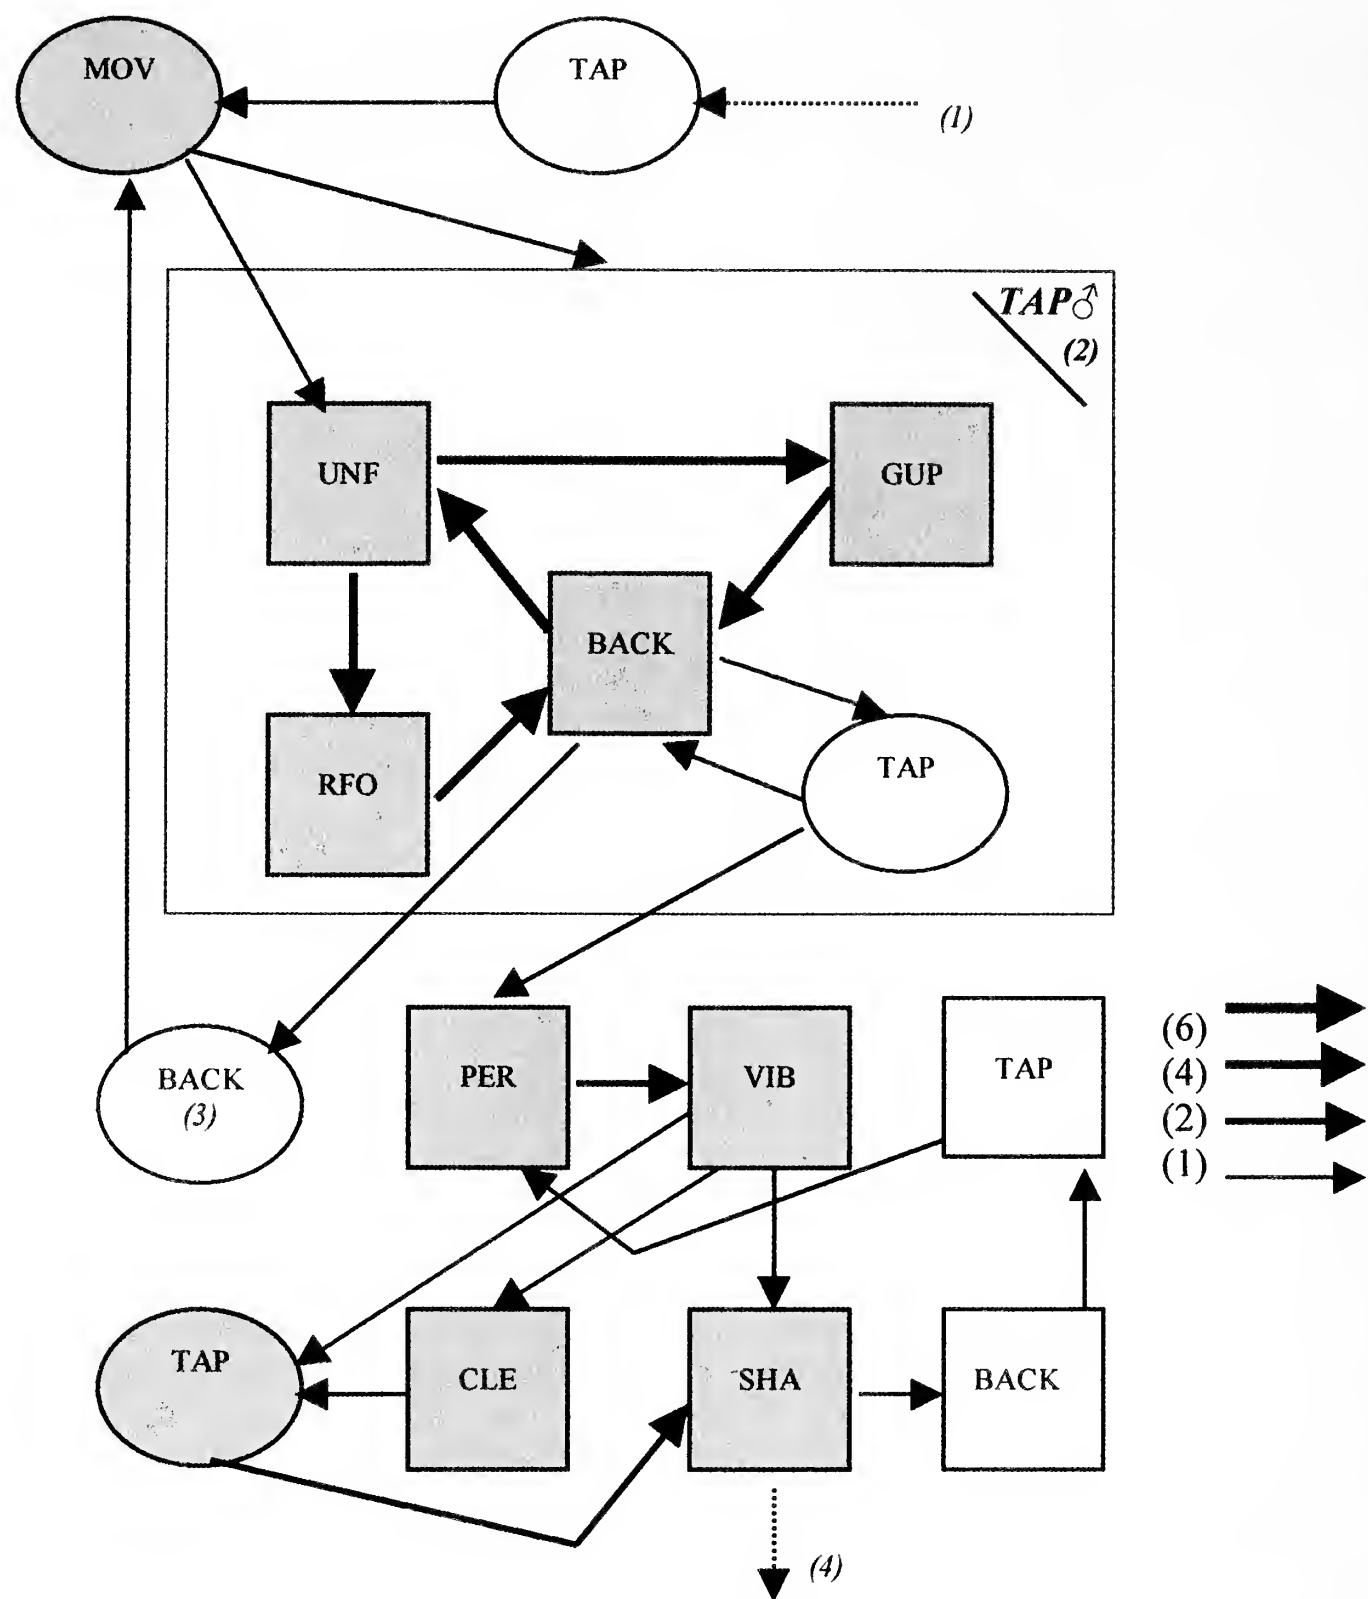 MOV
TAP
(1)
TAP♂
(2)
UNF
GUP
BACK
TAP
RFO
BACK
(3)
PER
VIB
TAP
(6)
(4)
(2)
(1)
TAP
CLE
SHA
BACK
(4)